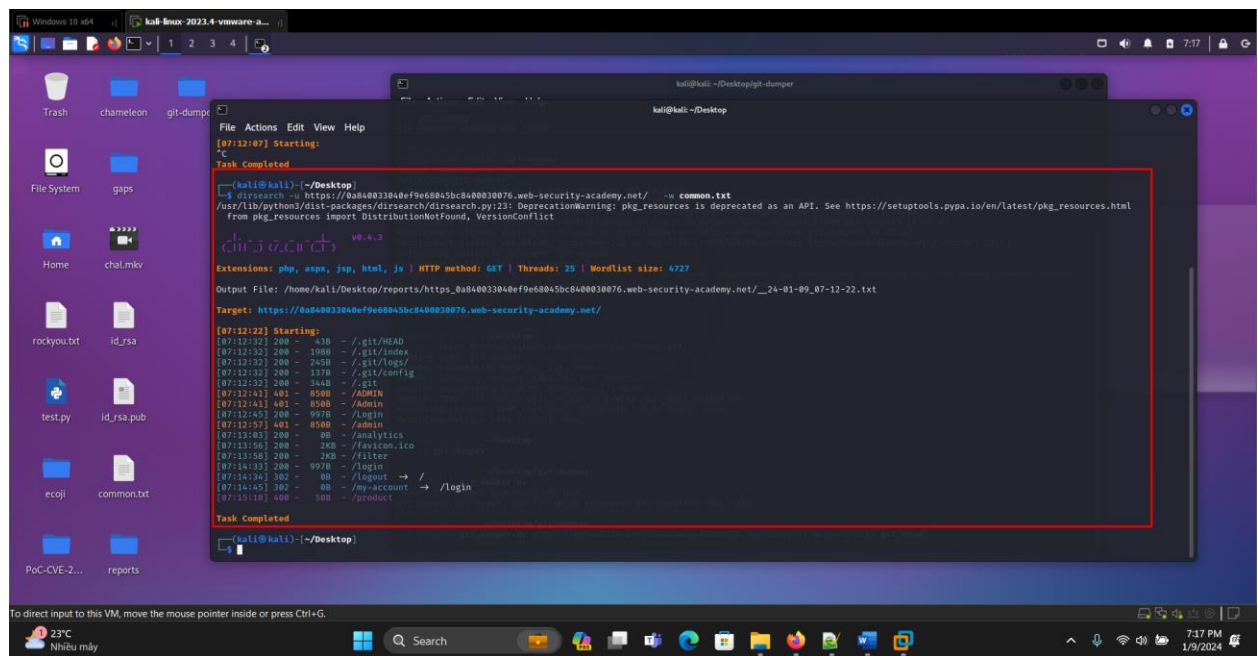 Windows 10 x64
kali-linux-2023.4-vmware-a...
1 2 3 4
7:17
kali@kali: ~/Desktop/git-dumper
Trash
chameleon
git-dumpe
kali@kali: ~/Desktop
File Actions Edit View Help
[07:12:07] Starting:
^C
Task Completed
(kali㉿kali)-[~/Desktop]
$ dirsearch -u https://0a840033040ef9e68045bc8400030076.web-security-academy.net/ -w common.txt
/usr/lib/python3/dist-packages/dirsearch/dirsearch.py:23: DeprecationWarning: pkg_resources is deprecated as an API. See https://setuptools.pypa.io/en/latest/pkg_resources.html
from pkg_resources import DistributionNotFound, VersionConflict
v0.4.3
Extensions: php, aspx, jsp, html, js | HTTP method: GET | Threads: 25 | Wordlist size: 4727
Output File: /home/kali/Desktop/reports/https_0a840033040ef9e68045bc8400030076.web-security-academy.net/__24-01-09_07-12-22.txt
Target: https://0a840033040ef9e68045bc8400030076.web-security-academy.net/
[07:12:22] Starting:
[07:12:32] 200 - 43B - /.git/HEAD
[07:12:32] 200 - 198B - /.git/index
[07:12:32] 200 - 245B - /.git/logs/
[07:12:32] 200 - 137B - /.git/config
[07:12:32] 200 - 344B - /.git
[07:12:41] 401 - 850B - /ADMIN
[07:12:41] 401 - 850B - /Admin
[07:12:45] 200 - 997B - /Login
[07:12:57] 401 - 850B - /admin
[07:13:03] 200 - 0B - /analytics
[07:13:56] 200 - 2KB - /favicon.ico
[07:13:58] 200 - 2KB - /filter
[07:14:33] 200 - 997B - /login
[07:14:34] 302 - 0B - /logout → /
[07:14:45] 302 - 0B - /my-account → /login
[07:15:10] 400 - 50B - /product
Task Completed
(kali㉿kali)-[~/Desktop]
$
File System
gaps
Home
chal.mkv
rockyou.txt
id_rsa
test.py
id_rsa.pub
ecoji
common.txt
PoC-CVE-2...
reports
To direct input to this VM, move the mouse pointer inside or press Ctrl+G.
1
23°C
Nhiều mây
Search
7:17 PM
1/9/2024